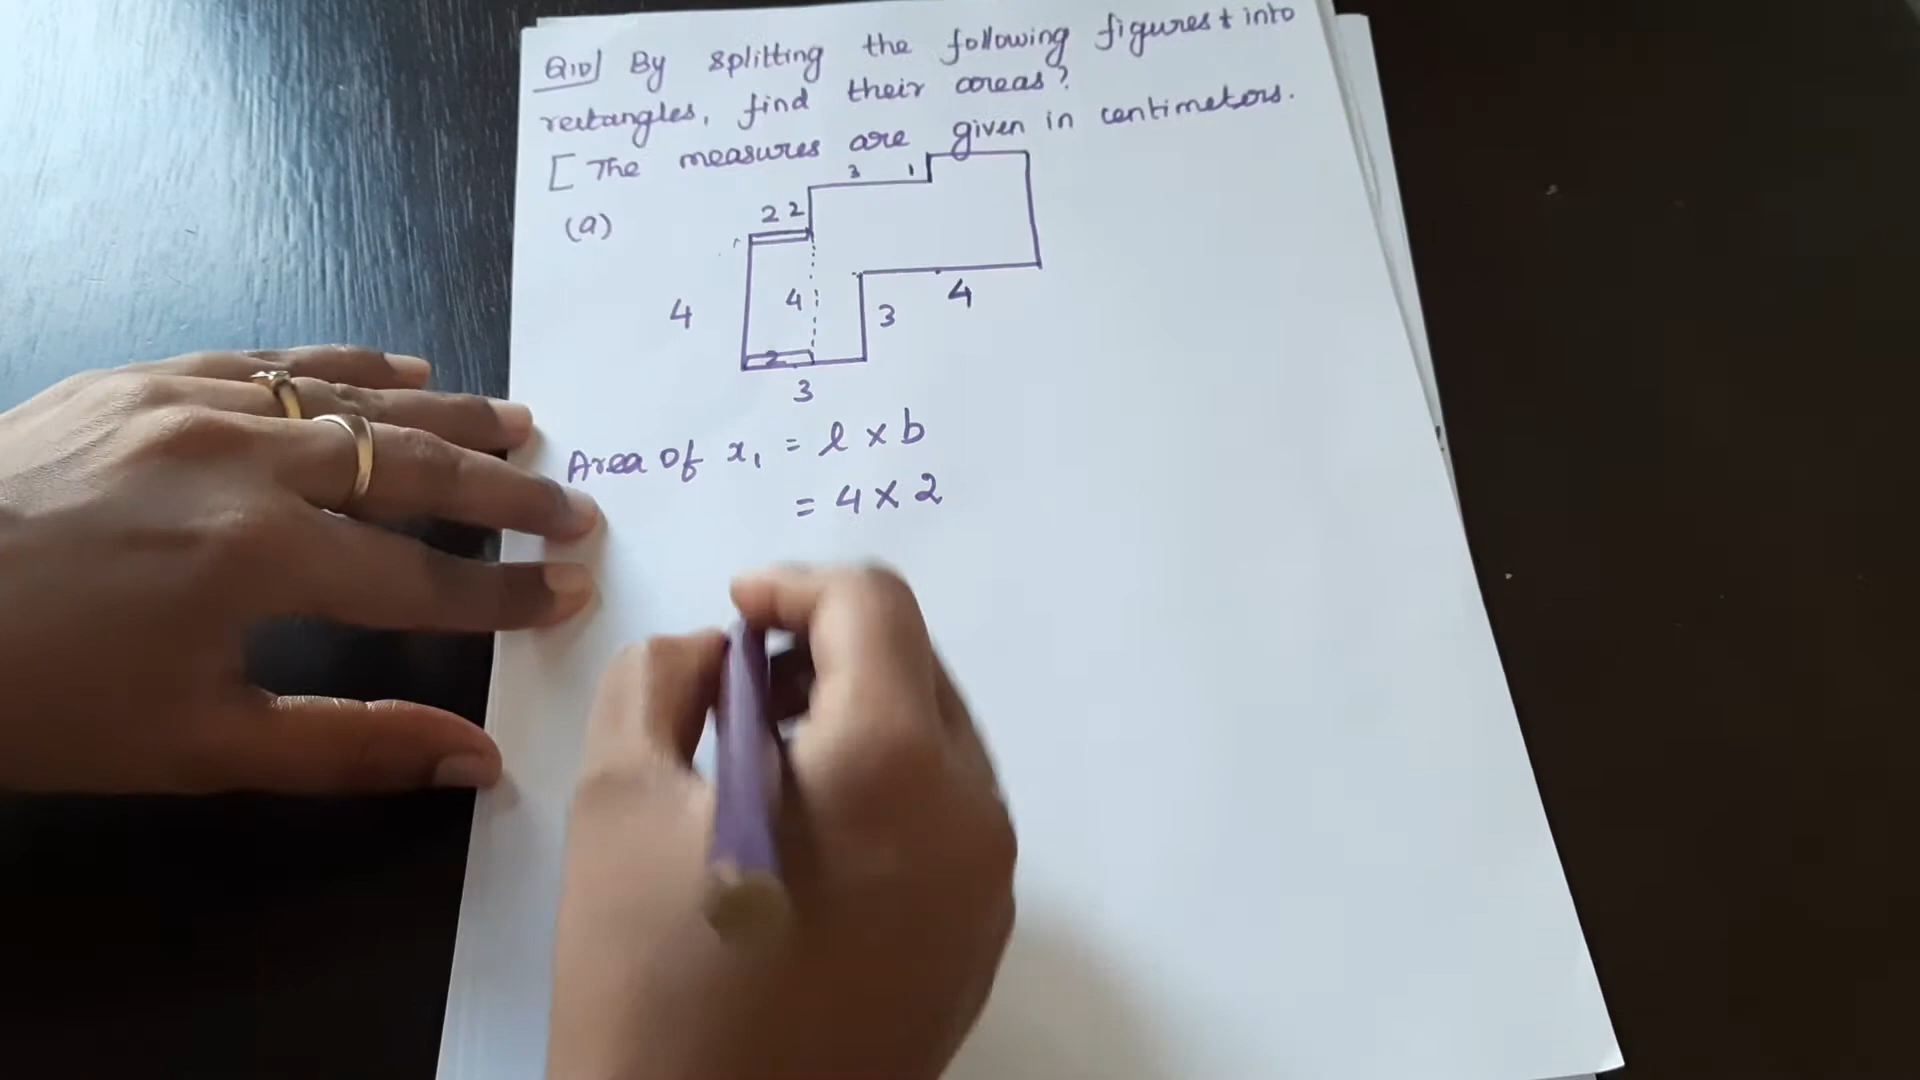 Q10) By splitting the following figures into
rectangles, find their areas?
[The measures are given in centimeters.
(a)
3 1
2 2
4 4 3 4
2
3
Area of x₁ = l × b
= 4 × 2